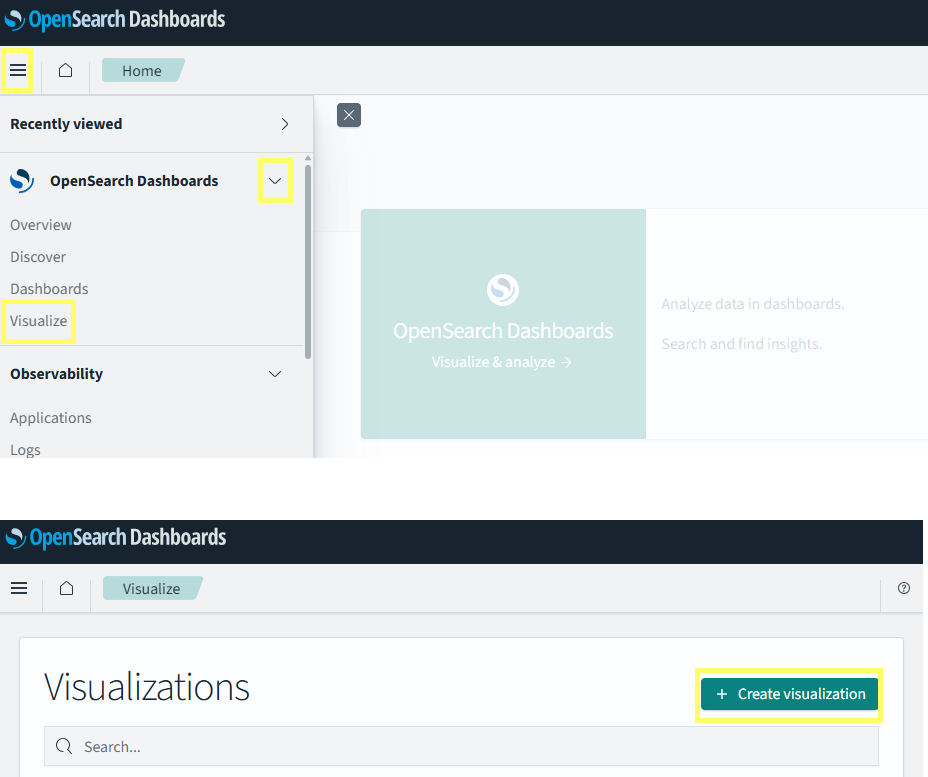 OpenSearch Dashboards
Home
Recently viewed
OpenSearch Dashboards
Overview
Discover
Dashboards
Visualize
Observability
Applications
Logs
OpenSearch Dashboards
Visualize & analyze →
Analyze data in dashboards.
Search and find insights.
OpenSearch Dashboards
Visualize
Visualizations
+ Create visualization
Search...